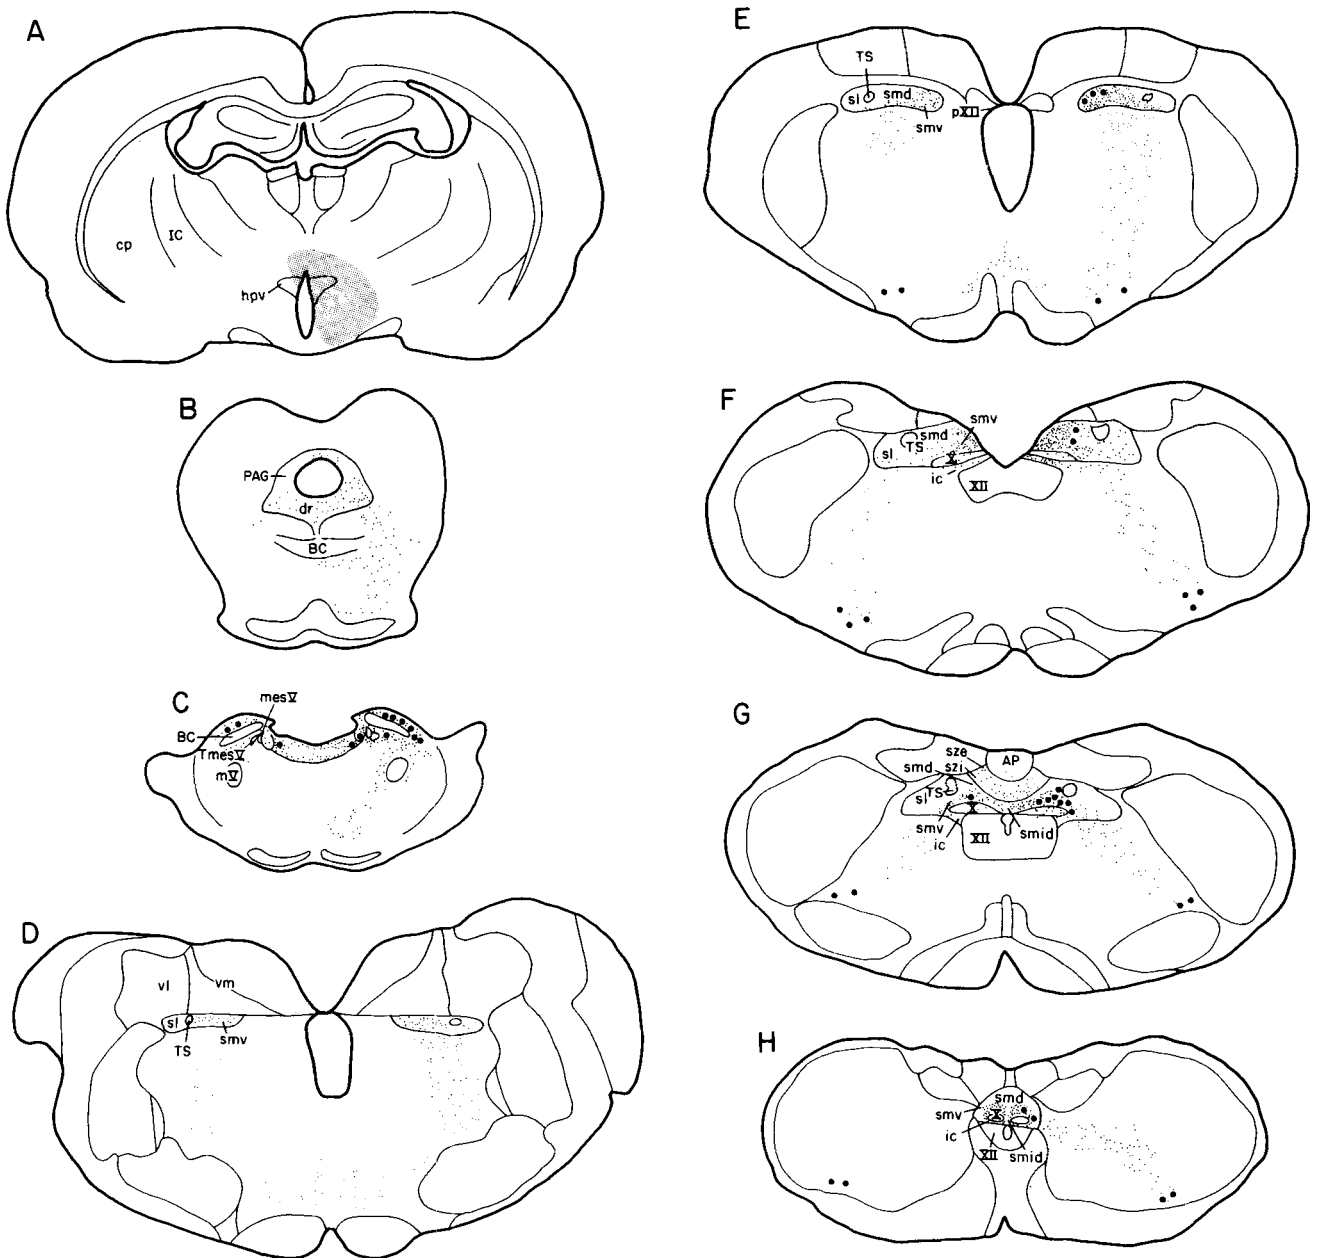 A
cp
IC
hpv
B
PAG
dr
BC
C
mesV
BC
TmesV
mV
D
vl
vm
sl
TS
smv
E
TS
sl
smd
smv
pXII
F
smv
smd
sl
TS
X
ic
XII
G
sze
AP
smd
szi
sl
TS
X
smv
smid
ic
XII
H
smd
smv
X
ic
XII
smid